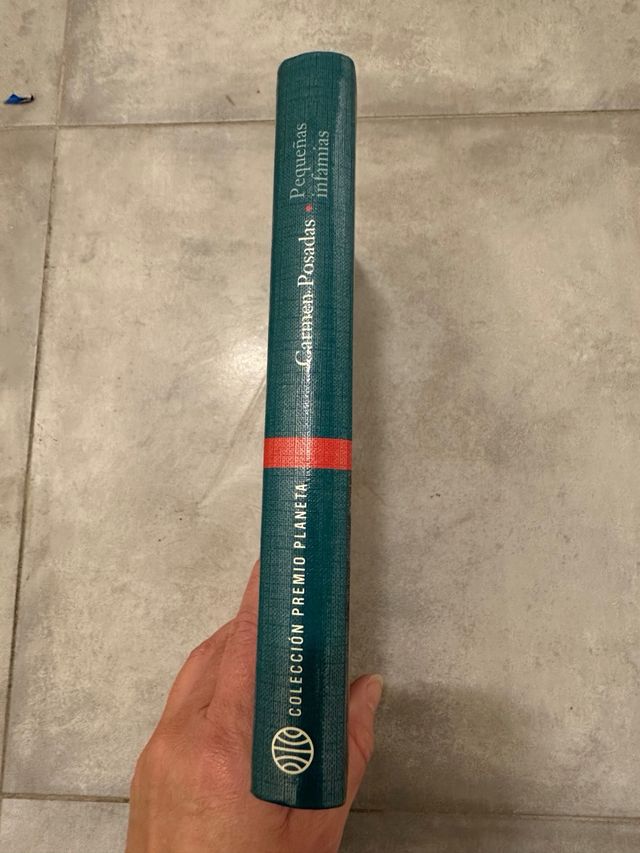 COLECCIÓN PREMIO PLANETA
Carmen Posadas • Pequeñas
infamias